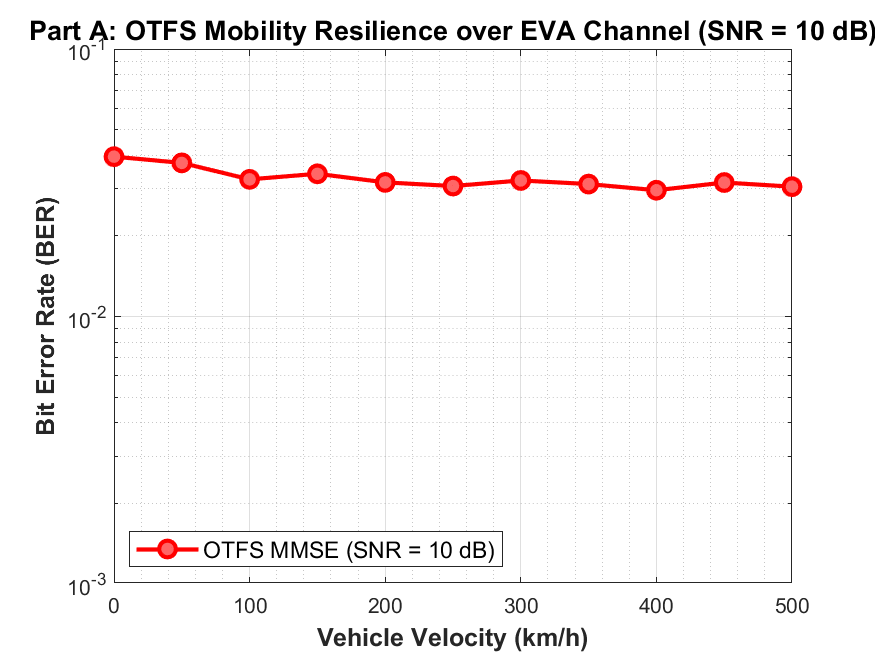 Part A: OTFS Mobility Resilience over EVA Channel (SNR = 10 dB)
10⁻¹
10⁻²
10⁻³
Bit Error Rate (BER)
OTFS MMSE (SNR = 10 dB)
0 100 200 300 400 500
Vehicle Velocity (km/h)